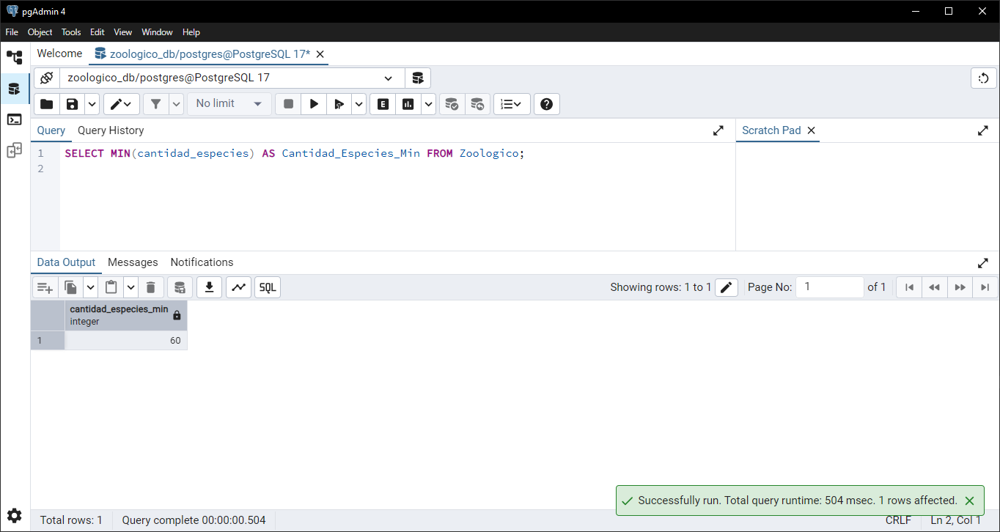 pgAdmin 4
File Object Tools Edit View Window Help
Welcome zoologico_db/postgres@PostgreSQL 17*
zoologico_db/postgres@PostgreSQL 17
No limit E
Query Query History Scratch Pad
1 SELECT MIN(cantidad_especies) AS Cantidad_Especies_Min FROM Zoologico;
2
Data Output Messages Notifications
SQL Showing rows: 1 to 1 Page No: 1 of 1
cantidad_especies_min
integer
1 60
Successfully run. Total query runtime: 504 msec. 1 rows affected.
Total rows: 1 Query complete 00:00:00.504 CRLF Ln 2, Col 1